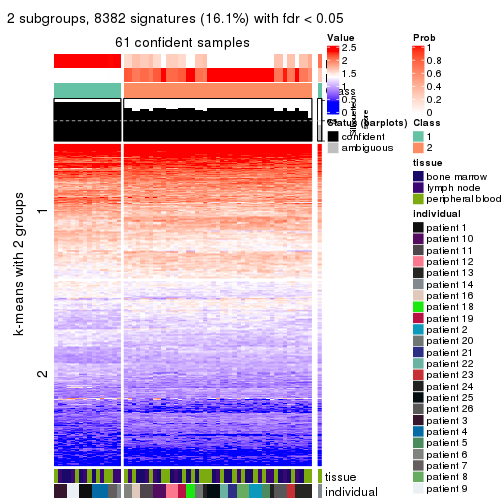 2 subgroups, 8382 signatures (16.1%) with fdr < 0.05
61 confident samples
k-means with 2 groups
1
2
Value
2.5
2
1.5
1
0.5
0
Silhouette
score
Status (barplots)
confident
ambiguous
Prob
1
0.8
0.6
0.4
0.2
0
Class
1
2
tissue
bone marrow
lymph node
peripheral blood
individual
patient 1
patient 10
patient 11
patient 12
patient 13
patient 14
patient 16
patient 18
patient 19
patient 2
patient 20
patient 21
patient 22
patient 23
patient 24
patient 25
patient 26
patient 3
patient 4
patient 5
patient 6
patient 7
patient 8
patient 9
tissue
individual